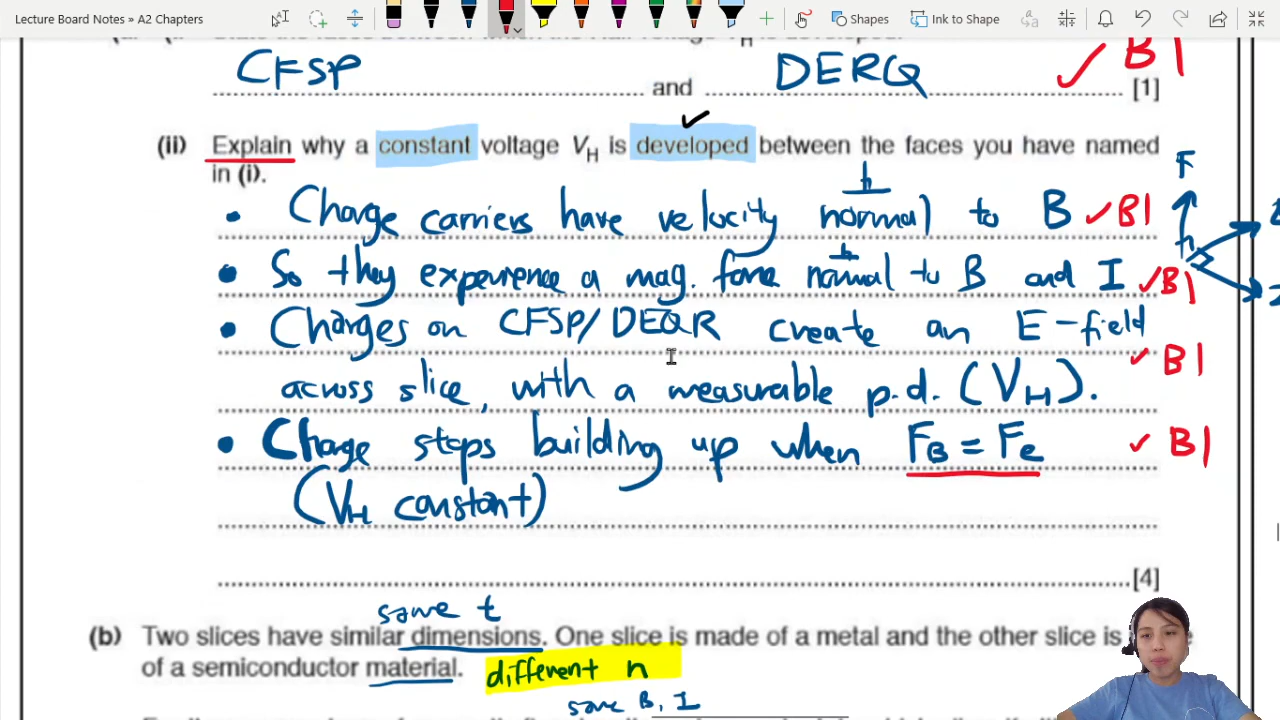 Lecture Board Notes » A2 Chapters
Shapes
Ink to Shape
CFSP and DERQ [1] B1
(ii) Explain why a constant voltage VH is developed between the faces you have named
in (i).
• Charge carriers have velocity normal to B ✓B1
F
• So they experience a mag. force normal to B and I ✓B1
• Charges on CFSP/DEQR create an E-field
across slice, with a measurable p.d. (VH). ✓ B1
• Charge stops building up when FB = Fe ✓ B1
(VH constant)
[4]
same t
(b) Two slices have similar dimensions. One slice is made of a metal and the other slice is
of a semiconductor material. different n
same B, I